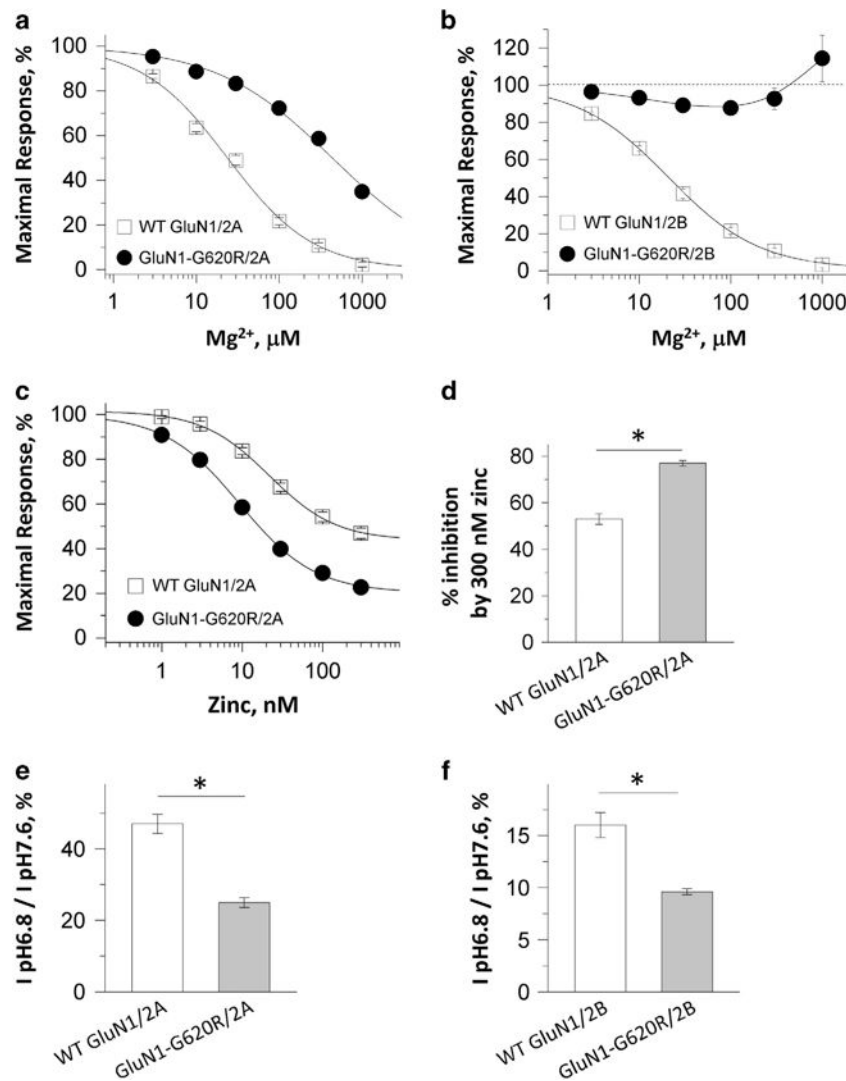 a
Maximal Response, %
100
80
60
40
20
0
WT GluN1/2A
GluN1-G620R/2A
1
10
100
1000
Mg²⁺, μM
b
Maximal Response, %
120
100
80
60
40
20
0
WT GluN1/2B
GluN1-G620R/2B
1
10
100
1000
Mg²⁺, μM
c
Maximal Response, %
100
80
60
40
20
0
WT GluN1/2A
GluN1-G620R/2A
1
10
100
Zinc, nM
d
% inhibition
by 300 nM zinc
80
60
40
20
0
*
WT GluN1/2A
GluN1-G620R/2A
e
I pH6.8 / I pH7.6, %
40
20
0
*
WT GluN1/2A
GluN1-G620R/2A
f
I pH6.8 / I pH7.6, %
15
10
5
0
*
WT GluN1/2B
GluN1-G620R/2B